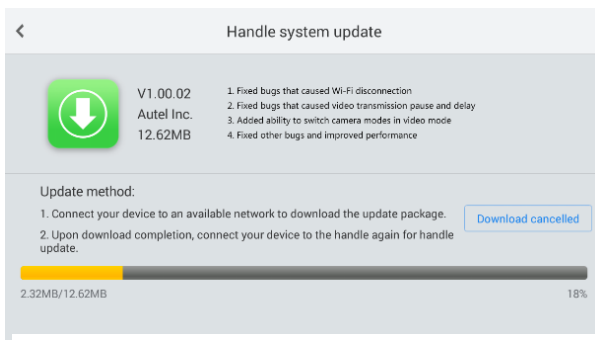 Handle system update
V1.00.02
Autel Inc.
12.62MB
1. Fixed bugs that caused Wi-Fi disconnection
2. Fixed bugs that caused video transmission pause and delay
3. Added ability to switch camera modes in video mode
4. Fixed other bugs and improved performance
Update method:
1. Connect your device to an available network to download the update package.
2. Upon download completion, connect your device to the handle again for handle
update.
Download cancelled
2.32MB/12.62MB
18%